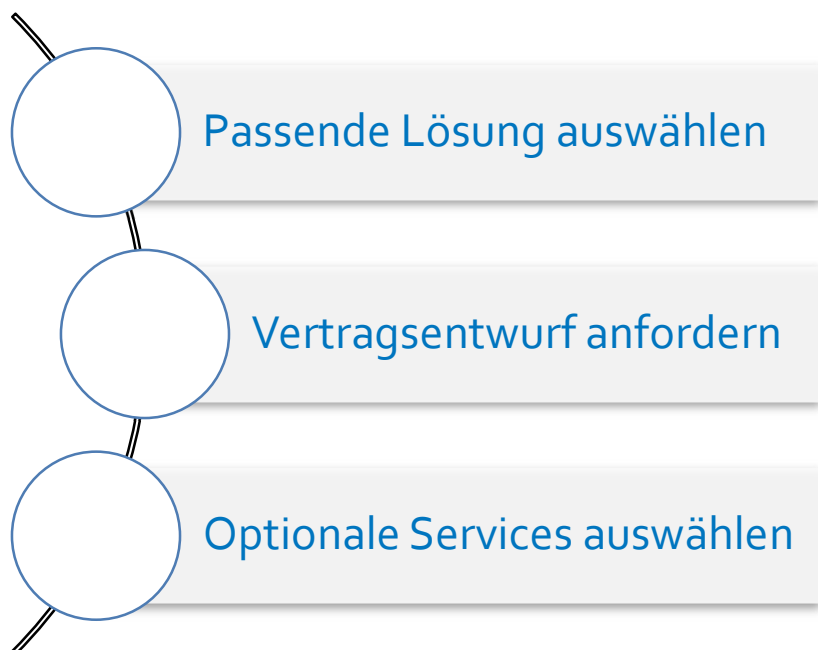 Passende Lösung auswählen
Vertragsentwurf anfordern
Optionale Services auswählen